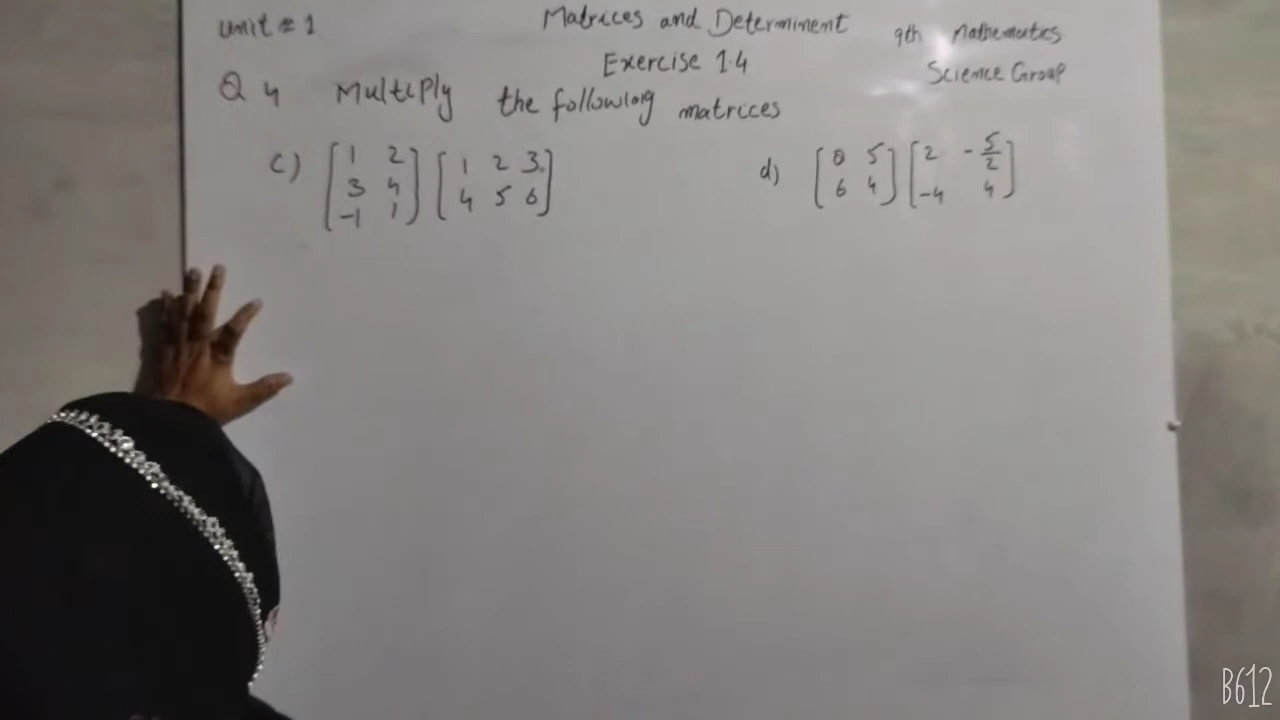 Unit # 1
Matrices and Determinent
9th Mathematics
Exercise 1.4
Science Group
Q 4 Multiply the following matrices
c) [1 2 [1 2 3
3 4 4 5 6]
-1 1]
d) [0 5 [2 -5/2
6 4] -4 4]
B612